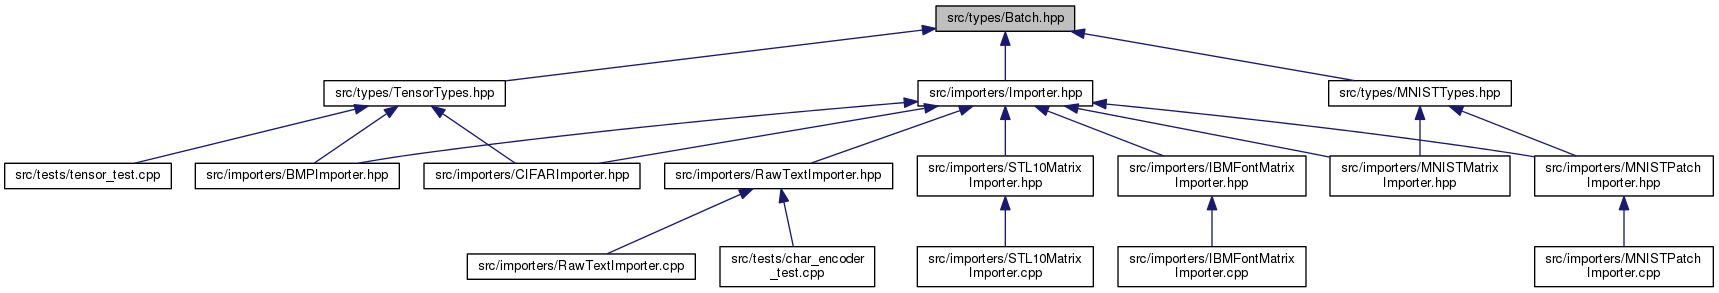 src/types/Batch.hpp
src/types/TensorTypes.hpp
src/importers/Importer.hpp
src/types/MNISTTypes.hpp
src/tests/tensor_test.cpp
src/importers/BMPImporter.hpp
src/importers/CIFARImporter.hpp
src/importers/RawTextImporter.hpp
src/importers/STL10Matrix
Importer.hpp
src/importers/IBMFontMatrix
Importer.hpp
src/importers/MNISTMatrix
Importer.hpp
src/importers/MNISTPatch
Importer.hpp
src/importers/RawTextImporter.cpp
src/tests/char_encoder
_test.cpp
src/importers/STL10Matrix
Importer.cpp
src/importers/IBMFontMatrix
Importer.cpp
src/importers/MNISTPatch
Importer.cpp